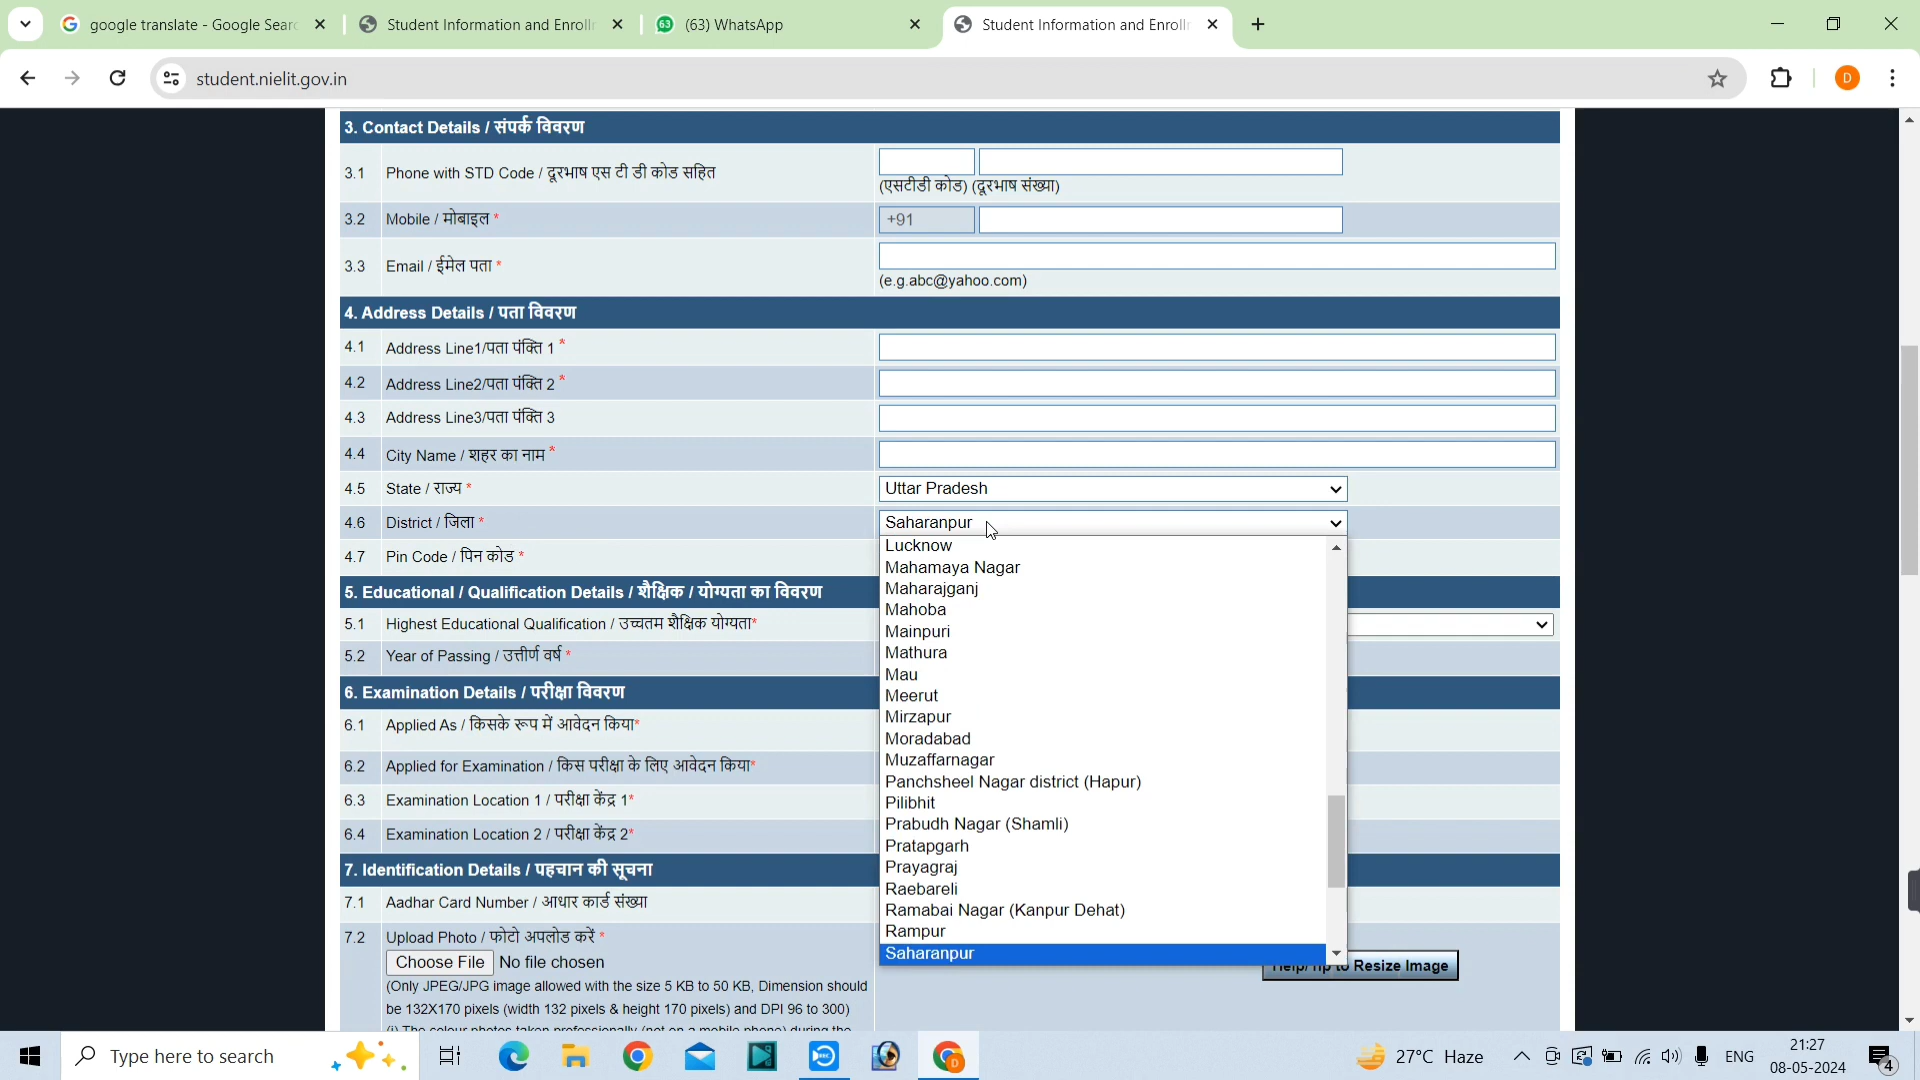 google translate - Google Searc
Student Information and Enroll
63
(63) WhatsApp
Student Information and Enroll
student.nielit.gov.in
D
3. Contact Details / संपर्क विवरण
3.1 Phone with STD Code / दूरभाष एस टी डी कोड सहित
(एसटीडी कोड) (दूरभाष संख्या)
3.2 Mobile / मोबाइल * +91
3.3 Email / ईमेल पता *
(e.g.abc@yahoo.com)
4. Address Details / पता विवरण
4.1 Address Line1/पता पंक्ति 1 *
4.2 Address Line2/पता पंक्ति 2 *
4.3 Address Line3/पता पंक्ति 3
4.4 City Name / शहर का नाम *
4.5 State / राज्य * Uttar Pradesh
4.6 District / जिला * Saharanpur
4.7 Pin Code / पिन कोड *
Lucknow
Mahamaya Nagar
Maharajganj
Mahoba
Mainpuri
Mathura
Mau
Meerut
Mirzapur
Moradabad
Muzaffarnagar
Panchsheel Nagar district (Hapur)
Pilibhit
Prabudh Nagar (Shamli)
Pratapgarh
Prayagraj
Raebareli
Ramabai Nagar (Kanpur Dehat)
Rampur
Saharanpur
5. Educational / Qualification Details / शैक्षिक / योग्यता का विवरण
5.1 Highest Educational Qualification / उच्चतम शैक्षिक योग्यता*
5.2 Year of Passing / उत्तीर्ण वर्ष *
6. Examination Details / परीक्षा विवरण
6.1 Applied As / किसके रूप में आवेदन किया*
6.2 Applied for Examination / किस परीक्षा के लिए आवेदन किया*
6.3 Examination Location 1 / परीक्षा केंद्र 1*
6.4 Examination Location 2 / परीक्षा केंद्र 2*
7. Identification Details / पहचान की सूचना
7.1 Aadhar Card Number / आधार कार्ड संख्या
7.2 Upload Photo / फोटो अपलोड करें *
Choose File No file chosen
Resize Image
(Only JPEG/JPG image allowed with the size 5 KB to 50 KB, Dimension should
be 132X170 pixels (width 132 pixels & height 170 pixels) and DPI 96 to 300)
Type here to search
27°C Haze
ENG
21:27
08-05-2024
4